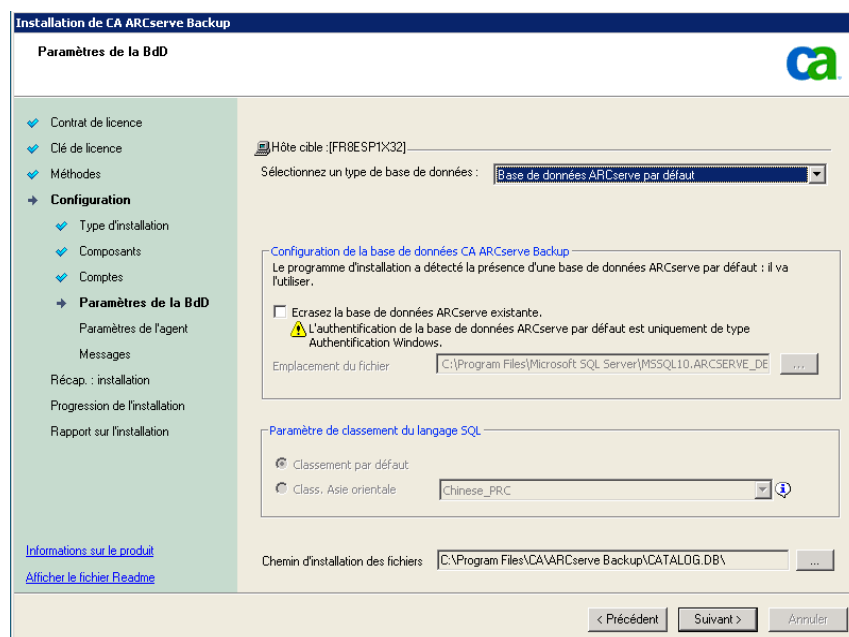 Installation de CA ARCserve Backup
Paramètres de la BdD
ca
Contrat de licence
Clé de licence
Méthodes
Configuration
Type d'installation
Composants
Comptes
Paramètres de la BdD
Paramètres de l'agent
Messages
Récap. : installation
Progression de l'installation
Rapport sur l'installation
Informations sur le produit
Afficher le fichier Readme
Hôte cible :[FR8ESP1X32]
Sélectionnez un type de base de données : Base de données ARCserve par défaut
Configuration de la base de données CA ARCserve Backup
Le programme d'installation a détecté la présence d'une base de données ARCserve par défaut : il va
l'utiliser.
Ecrasez la base de données ARCserve existante.
L'authentification de la base de données ARCserve par défaut est uniquement de type
Authentification Windows.
Emplacement du fichier C:\Program Files\Microsoft SQL Server\MSSQL10.ARCSERVE_DE ...
Paramètre de classement du langage SQL
Classement par défaut
Class. Asie orientale Chinese_PRC
Chemin d'installation des fichiers C:\Program Files\CA\ARCserve Backup\CATALOG.DB\ ...
< Précédent Suivant > Annuler